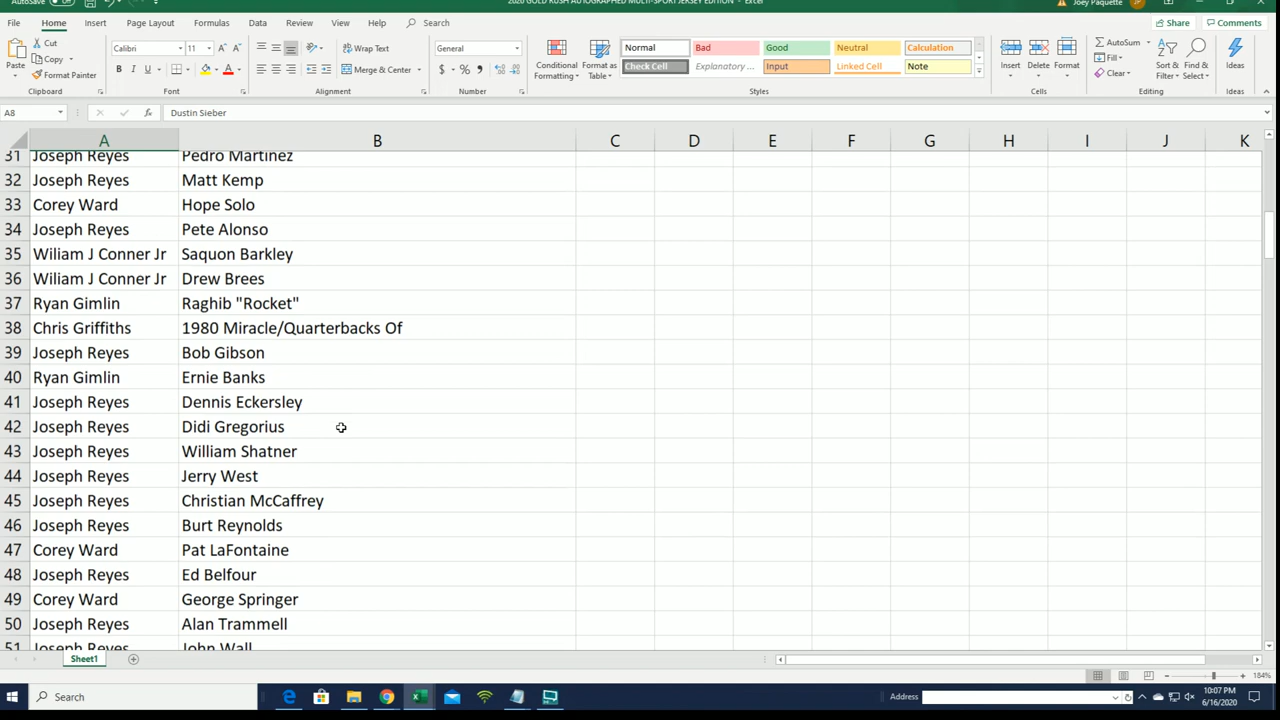 AutoSave
2020 GOLD RUSH AUTOGRAPHED MULTI-SPORT JERSEY EDITION - Excel
Joey Paquette JP
File Home Insert Page Layout Formulas Data Review View Help Search Share Comments
Paste Cut Copy Format Painter Clipboard
Calibri 11 A A B I U A Font
Wrap Text Merge & Center Alignment
General $ % Number
Conditional Formatting Format as Table
Normal Bad Good Neutral Calculation
Check Cell Explanatory ... Input Linked Cell Note
Styles
Insert Delete Format Cells
AutoSum Fill Clear Sort & Filter Find & Select Editing
Ideas Ideas
A8 fx Dustin Sieber
A B C D E F G H I J K
31 Joseph Reyes Pedro Martinez
32 Joseph Reyes Matt Kemp
33 Corey Ward Hope Solo
34 Joseph Reyes Pete Alonso
35 Wiliam J Conner Jr Saquon Barkley
36 Wiliam J Conner Jr Drew Brees
37 Ryan Gimlin Raghib "Rocket"
38 Chris Griffiths 1980 Miracle/Quarterbacks Of
39 Joseph Reyes Bob Gibson
40 Ryan Gimlin Ernie Banks
41 Joseph Reyes Dennis Eckersley
42 Joseph Reyes Didi Gregorius
43 Joseph Reyes William Shatner
44 Joseph Reyes Jerry West
45 Joseph Reyes Christian McCaffrey
46 Joseph Reyes Burt Reynolds
47 Corey Ward Pat LaFontaine
48 Joseph Reyes Ed Belfour
49 Corey Ward George Springer
50 Joseph Reyes Alan Trammell
51 Joseph Reyes John Wall
Sheet1
184%
Search
Address
10:07 PM
6/16/2020